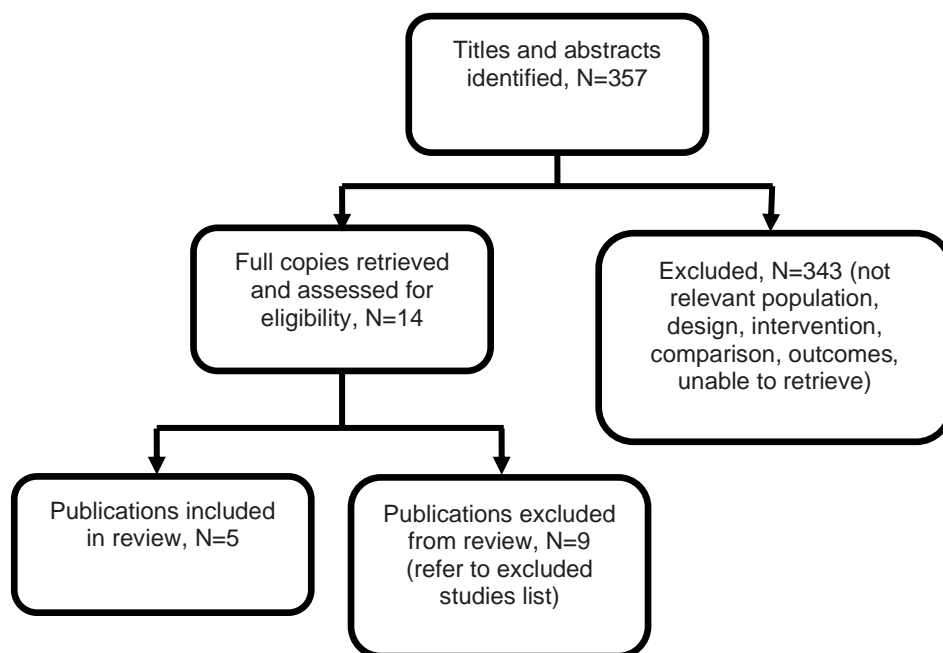 Titles and abstracts
identified, N=357
Full copies retrieved
and assessed for
eligibility, N=14
Excluded, N=343 (not
relevant population,
design, intervention,
comparison, outcomes,
unable to retrieve)
Publications included
in review, N=5
Publications excluded
from review, N=9
(refer to excluded
studies list)